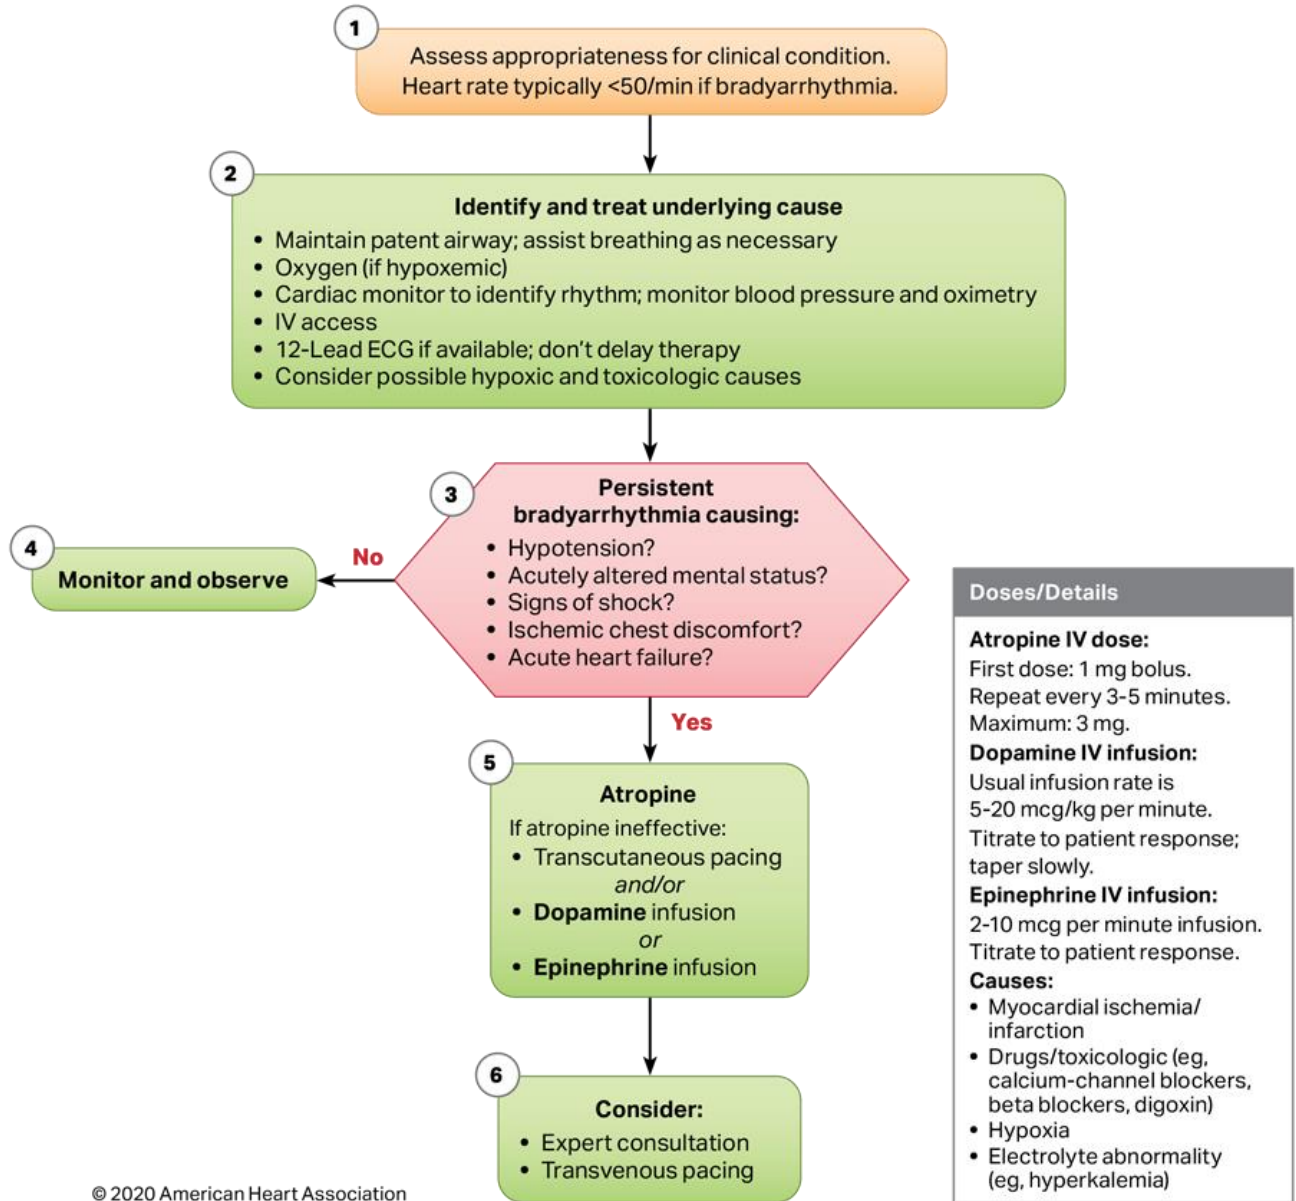 1
Assess appropriateness for clinical condition.
Heart rate typically <50/min if bradyarrhythmia.
2
Identify and treat underlying cause
• Maintain patent airway; assist breathing as necessary
• Oxygen (if hypoxemic)
• Cardiac monitor to identify rhythm; monitor blood pressure and oximetry
• IV access
• 12-Lead ECG if available; don't delay therapy
• Consider possible hypoxic and toxicologic causes
3
Persistent
bradyarrhythmia causing:
• Hypotension?
• Acutely altered mental status?
• Signs of shock?
• Ischemic chest discomfort?
• Acute heart failure?
No
4
Monitor and observe
Yes
5
Atropine
If atropine ineffective:
• Transcutaneous pacing
and/or
• Dopamine infusion
or
• Epinephrine infusion
6
Consider:
• Expert consultation
• Transvenous pacing
Doses/Details
Atropine IV dose:
First dose: 1 mg bolus.
Repeat every 3-5 minutes.
Maximum: 3 mg.
Dopamine IV infusion:
Usual infusion rate is
5-20 mcg/kg per minute.
Titrate to patient response;
taper slowly.
Epinephrine IV infusion:
2-10 mcg per minute infusion.
Titrate to patient response.
Causes:
• Myocardial ischemia/
infarction
• Drugs/toxicologic (eg,
calcium-channel blockers,
beta blockers, digoxin)
• Hypoxia
• Electrolyte abnormality
(eg, hyperkalemia)
© 2020 American Heart Association